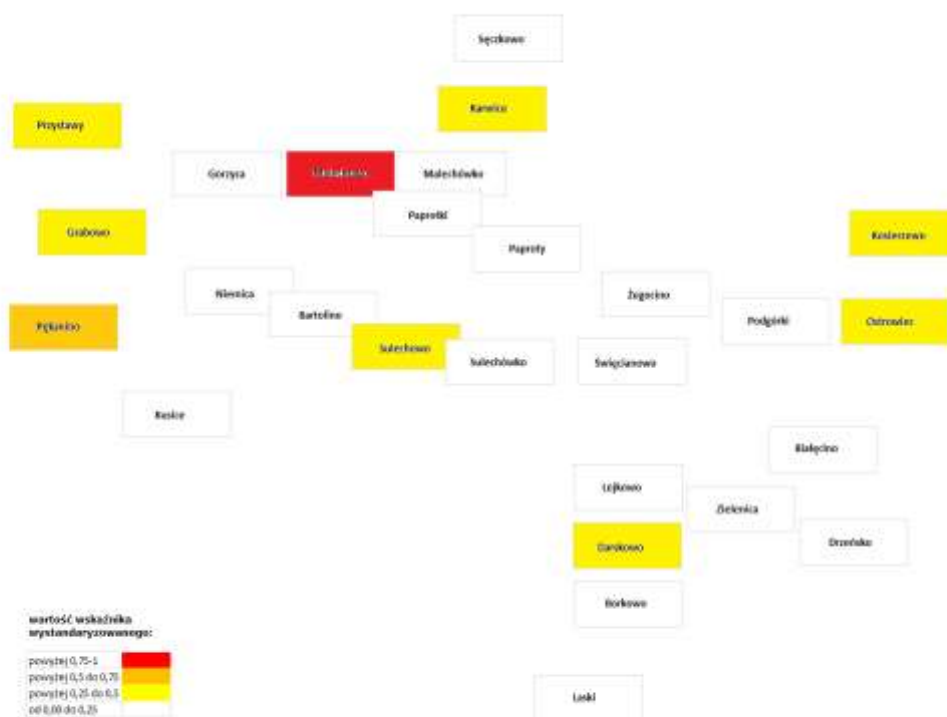 Sęczkowo
Karwice
Przystawy
Gorzyca
Malechówko
Paprotki
Grabowo
Paproty
Kosierzewo
Niemica
Żegocino
Bartolino
Podgórki
Ostrowiec
Pękanino
Sulechowo
Sulechówko
Święcianowo
Kusice
Białęcino
Lejkowo
Zielenica
Darskowo
Drzeńsko
Borkowo
wartość wskaźnika
wystandaryzowanego:
powyżej 0,75-1
powyżej 0,5 do 0,75
powyżej 0,25 do 0,5
od 0,00 do 0,25
Laski